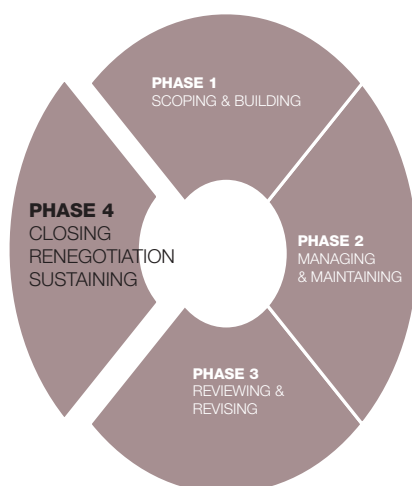 PHASE 1
SCOPING & BUILDING
PHASE 2
MANAGING
& MAINTAINING
PHASE 3
REVIEWING &
REVISING
PHASE 4
CLOSING
RENEGOTIATION
SUSTAINING